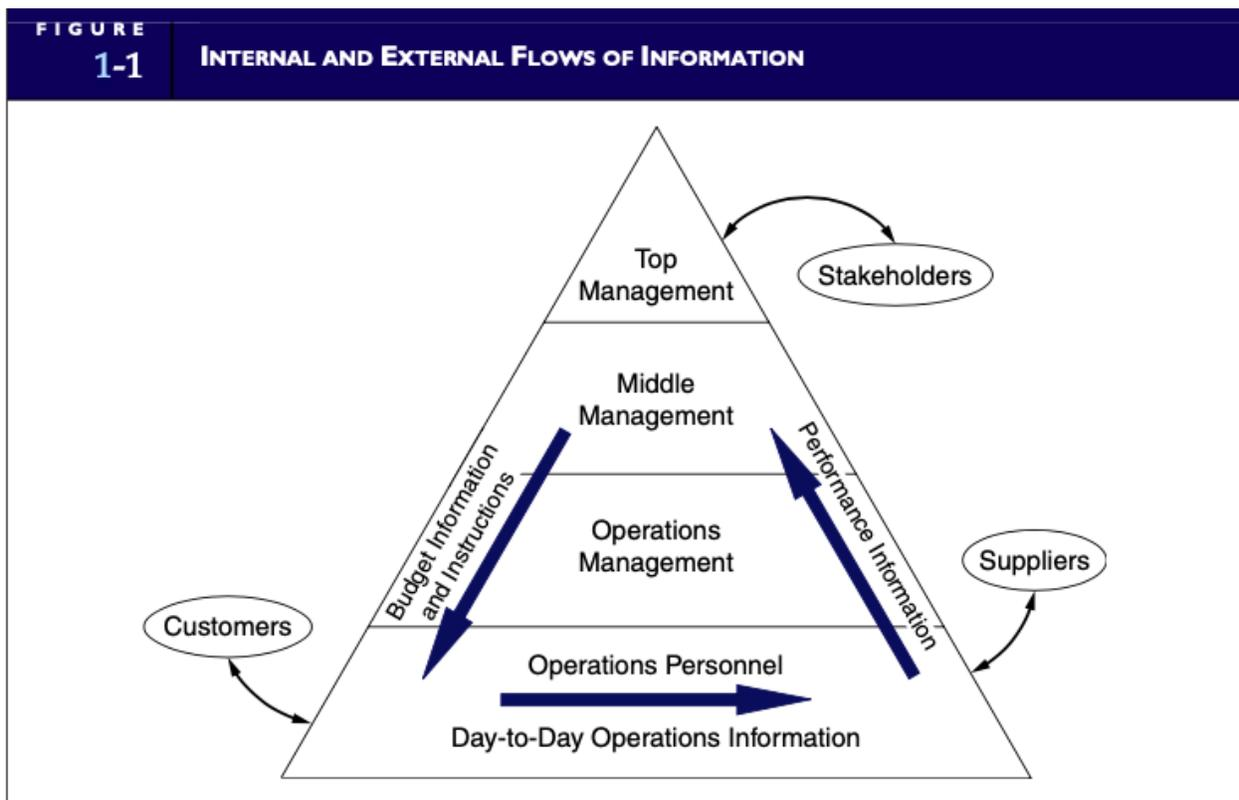 FIGURE
1-1
INTERNAL AND EXTERNAL FLOWS OF INFORMATION
Top
Management
Stakeholders
Middle
Management
Budget Information
and Instructions
Performance Information
Operations
Management
Suppliers
Customers
Operations Personnel
Day-to-Day Operations Information